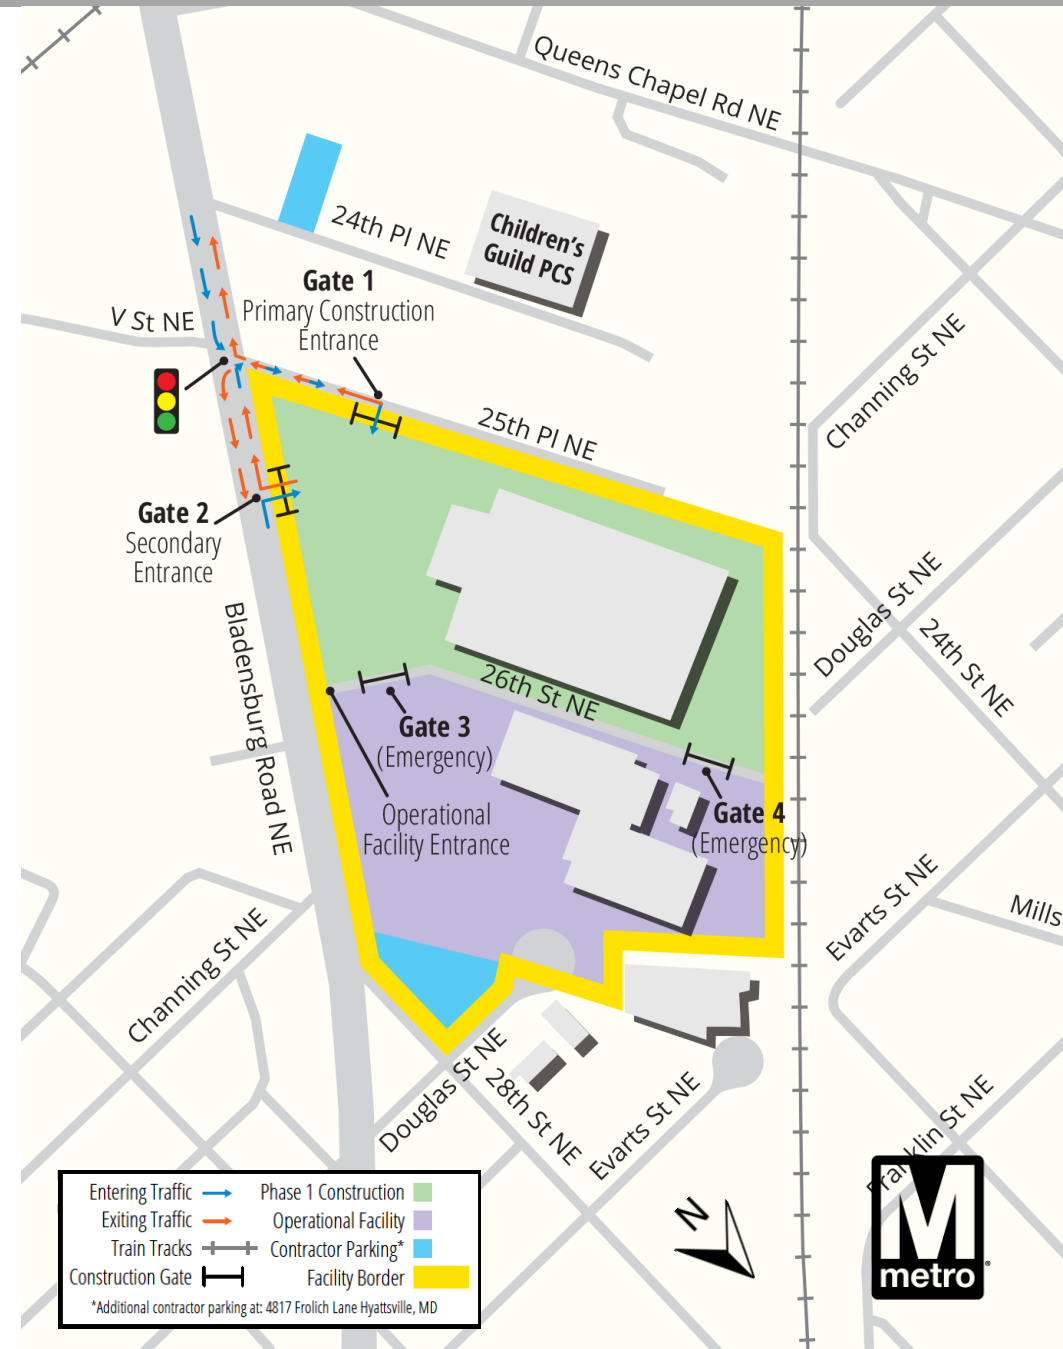 Queens Chapel Rd NE
24th Pl NE
Children's
Guild PCS
Gate 1
Primary Construction
Entrance
V St NE
25th Pl NE
Channing St NE
Gate 2
Secondary
Entrance
Bladensburg Road NE
Douglas St NE
24th St NE
26th St NE
Gate 3
(Emergency)
Operational
Facility Entrance
Gate 4
(Emergency)
Evarts St NE
Mills
Channing St NE
Douglas St NE
28th St NE
Evarts St NE
Franklin St NE
N
M
metro
®
Entering Traffic
Exiting Traffic
Train Tracks
Construction Gate
Phase 1 Construction
Operational Facility
Contractor Parking*
Facility Border
*Additional contractor parking at: 4817 Frolich Lane Hyattsville, MD